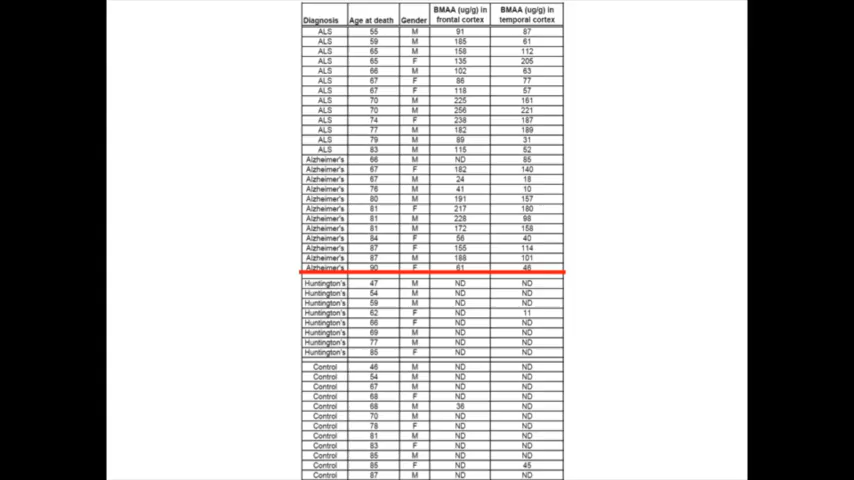 Diagnosis Age at death Gender BMAA (ug/g) in frontal cortex BMAA (ug/g) in temporal cortex
ALS 55 M 91 87
ALS 59 M 185 61
ALS 65 M 158 112
ALS 65 F 135 205
ALS 66 M 102 63
ALS 67 F 86 77
ALS 67 F 118 57
ALS 70 M 225 161
ALS 70 M 256 221
ALS 74 F 238 187
ALS 77 M 182 189
ALS 79 M 89 31
ALS 83 M 115 52
Alzheimer's 66 M ND 85
Alzheimer's 67 F 182 140
Alzheimer's 67 M 24 18
Alzheimer's 76 M 41 10
Alzheimer's 80 M 191 157
Alzheimer's 81 F 217 180
Alzheimer's 81 M 228 98
Alzheimer's 81 M 172 158
Alzheimer's 84 F 56 40
Alzheimer's 87 F 155 114
Alzheimer's 87 M 188 101
Alzheimer's 90 F 61 46
Huntington's 47 M ND ND
Huntington's 54 M ND ND
Huntington's 59 M ND ND
Huntington's 62 F ND 11
Huntington's 66 F ND ND
Huntington's 69 M ND ND
Huntington's 77 M ND ND
Huntington's 85 F ND ND
Control 46 M ND ND
Control 54 M ND ND
Control 67 M ND ND
Control 68 F ND ND
Control 68 M 36 ND
Control 70 M ND ND
Control 78 F ND ND
Control 81 M ND ND
Control 83 F ND ND
Control 85 M ND ND
Control 85 F ND 45
Control 87 M ND ND